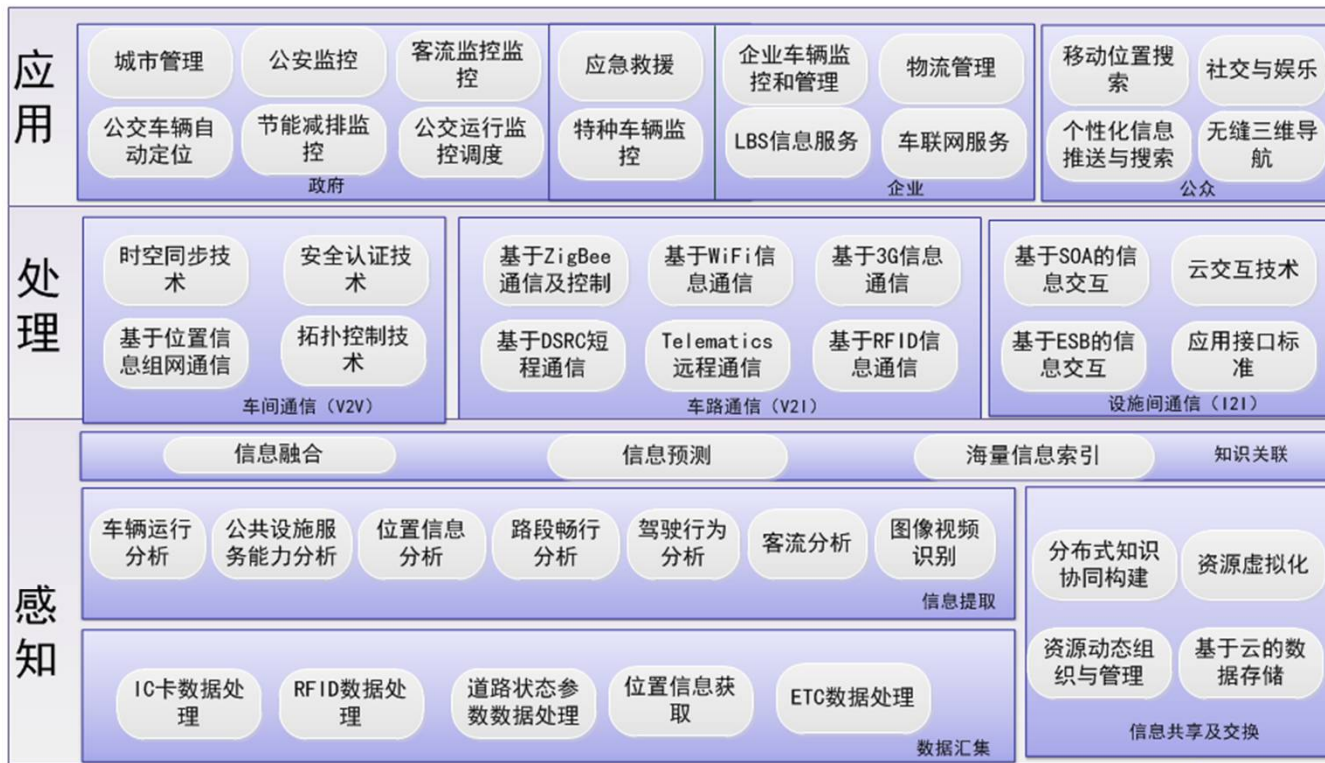 应
用
城市管理
公安监控
客流监控监
控
公交车辆自
动定位
节能减排监
控
公交运行监
控调度
政府
应急救援
特种车辆监
控
企业车辆监
控和管理
物流管理
LBS信息服务
车联网服务
企业
移动位置搜
索
社交与娱乐
个性化信息
推送与搜索
无缝三维导
航
公众
处
理
时空同步技
术
安全认证技
术
基于位置信
息组网通信
拓扑控制技
术
车间通信（V2V）
基于ZigBee
通信及控制
基于WiFi信
息通信
基于3G信息
通信
基于DSRC短
程通信
Telematics
远程通信
基于RFID信
息通信
车路通信（V2I）
基于SOA的信
息交互
云交互技术
基于ESB的信
息交互
应用接口标
准
设施间通信（I2I）
感
知
信息融合
信息预测
海量信息索引
知识关联
车辆运行
分析
公共设施服
务能力分析
位置信息
分析
路段畅行
分析
驾驶行为
分析
客流分析
图像视频
识别
信息提取
IC卡数据处
理
RFID数据处
理
道路状态参
数数据处理
位置信息获
取
ETC数据处理
数据汇集
分布式知识
协同构建
资源虚拟化
资源动态组
织与管理
基于云的数
据存储
信息共享及交换